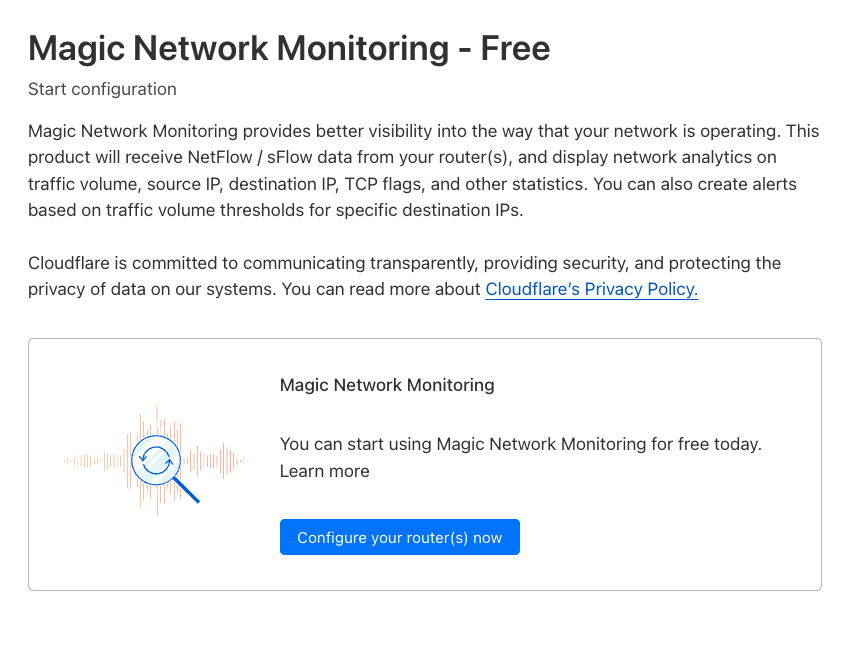 Magic Network Monitoring - Free
Start configuration
Magic Network Monitoring provides better visibility into the way that your network is operating. This
product will receive NetFlow / sFlow data from your router(s), and display network analytics on
traffic volume, source IP, destination IP, TCP flags, and other statistics. You can also create alerts
based on traffic volume thresholds for specific destination IPs.
Cloudflare is committed to communicating transparently, providing security, and protecting the
privacy of data on our systems. You can read more about Cloudflare’s Privacy Policy.
Magic Network Monitoring
You can start using Magic Network Monitoring for free today.
Learn more
Configure your router(s) now